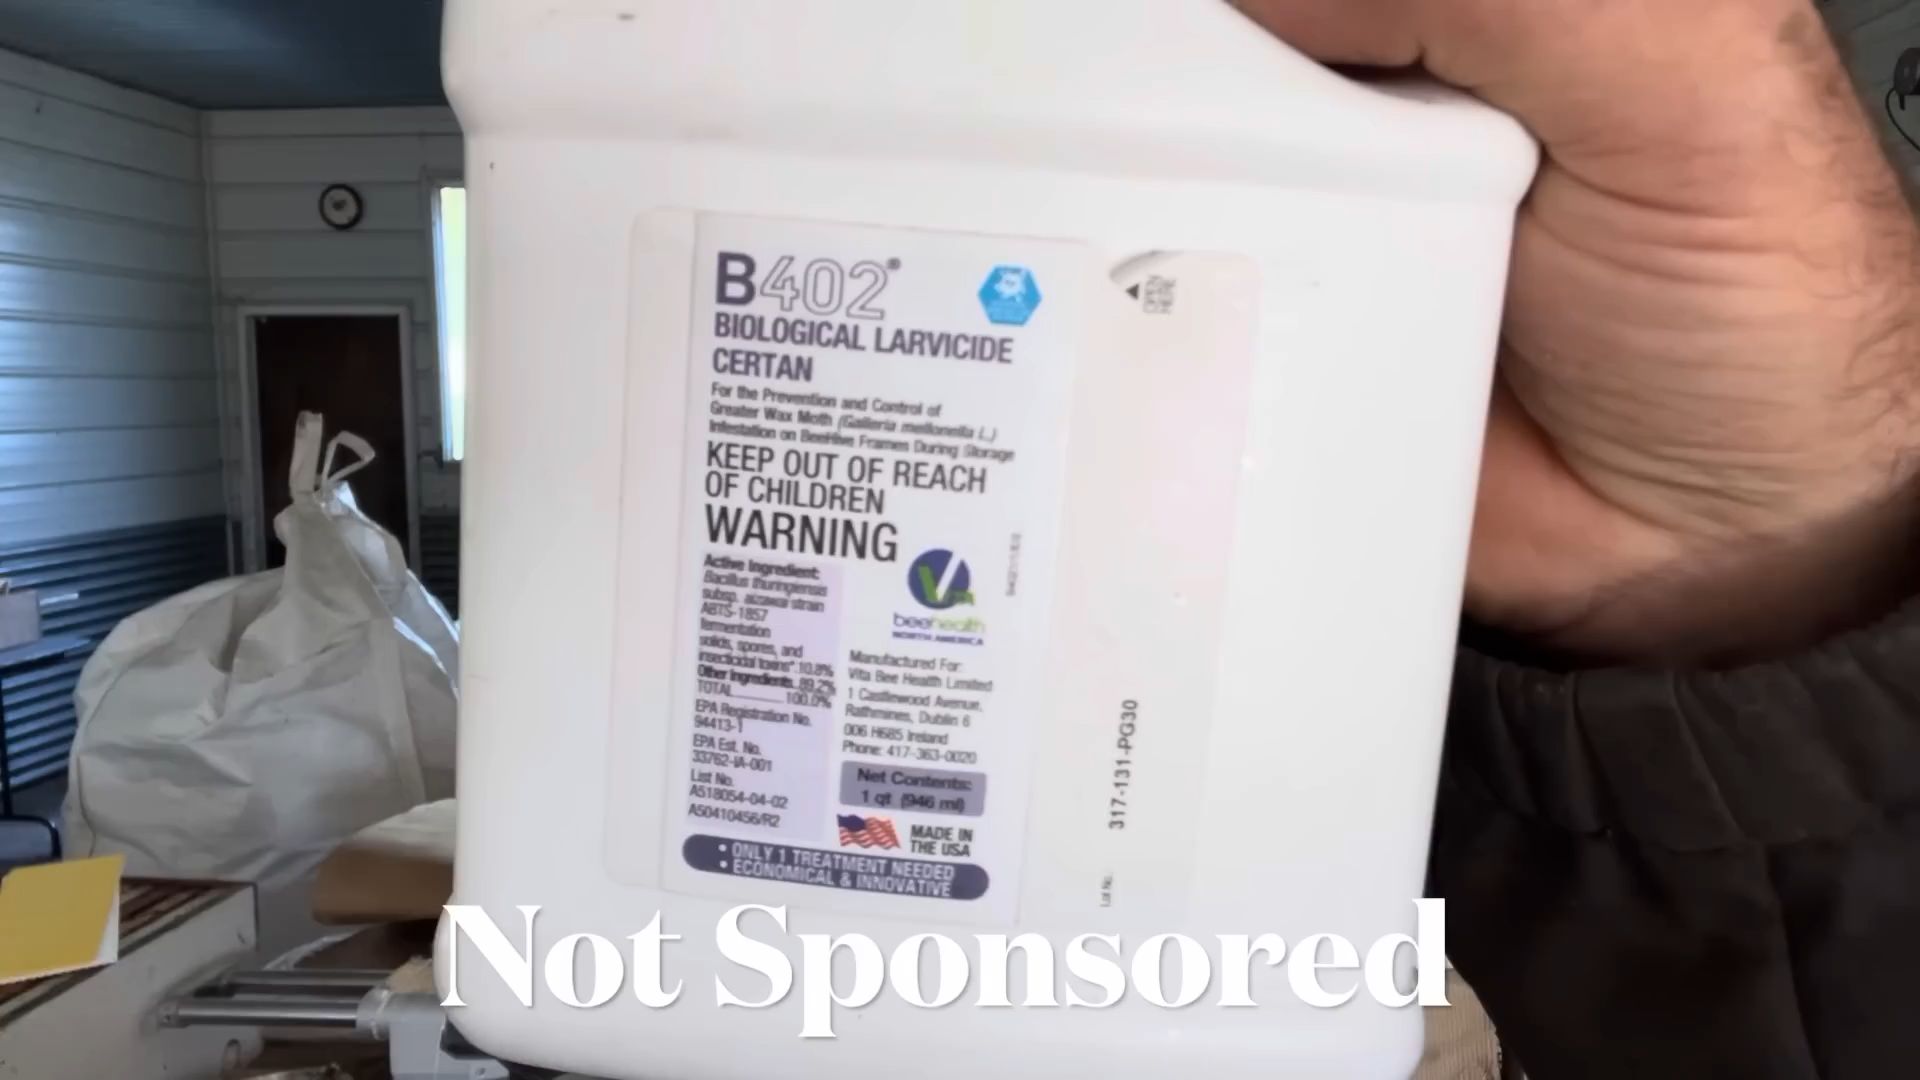 B402®
BIOLOGICAL LARVICIDE
CERTAN
For the Prevention and Control of
Greater Wax Moth (Galleria mellonella L.)
Infestation on BeeHive Frames During Storage
KEEP OUT OF REACH
OF CHILDREN
WARNING
Active Ingredient:
Bacillus thuringiensis
subsp. aizawai strain
ABTS-1857
fermentation
solids, spores, and
insecticidal toxins* 10.8%
Other Ingredients 89.2%
TOTAL 100.0%
EPA Registration No.
94413-1
EPA Est. No.
33762-IA-001
List No.
A518054-04-02
A50410456/R2
beehealth
NORTH AMERICA
Manufactured For:
Vita Bee Health Limited
1 Castlewood Avenue,
Rathmines, Dublin 6
006 H685 Ireland
Phone: 417-363-0020
Net Contents:
1 qt (946 ml)
MADE IN
THE USA
• ONLY 1 TREATMENT NEEDED
• ECONOMICAL & INNOVATIVE
OPEN
HERE
317-131-PG30
Lot No.
Not Sponsored